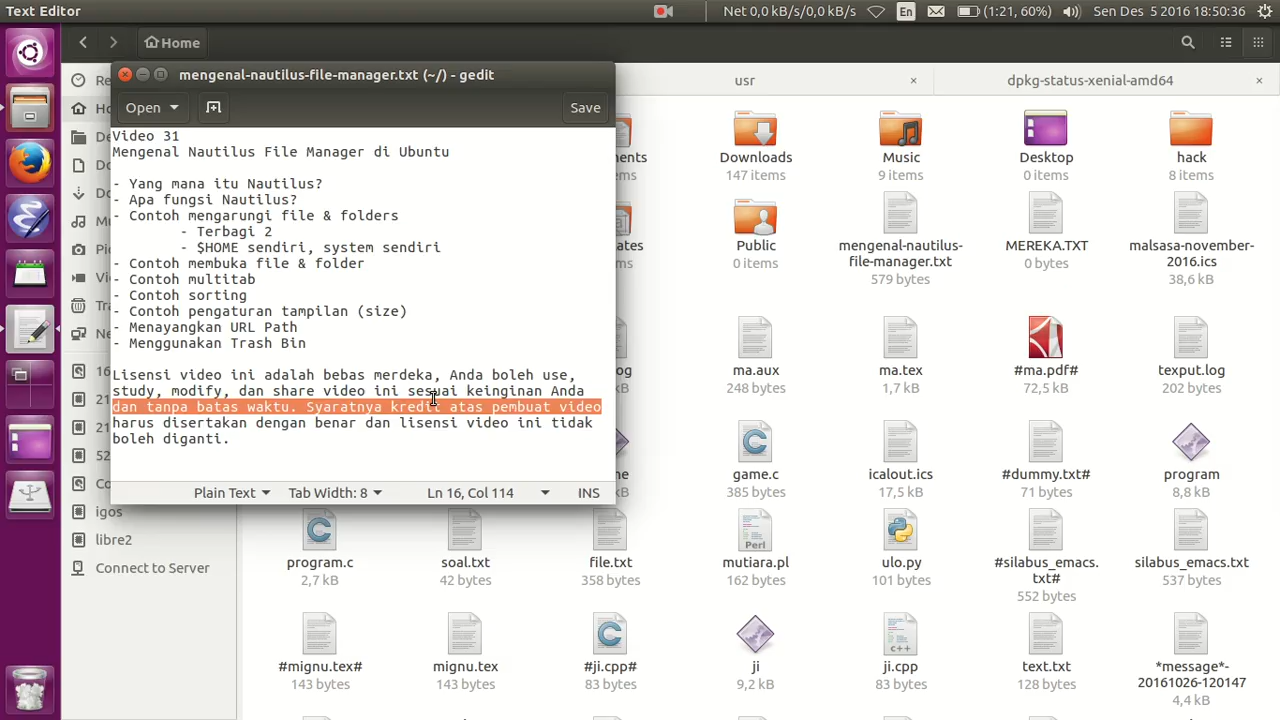 Text Editor
Net 0,0 kB/s/0,0 kB/s
En
(1:21, 60%)
Sen Des 5 2016 18:50:36
Home
mengenal-nautilus-file-manager.txt (~/) - gedit
Open
Save
Video 31
Mengenal Nautilus File Manager di Ubuntu
- Yang mana itu Nautilus?
- Apa fungsi Nautilus?
- Contoh mengarungi file & folders
- Terbagi 2
- $HOME sendiri, system sendiri
- Contoh membuka file & folder
- Contoh multitab
- Contoh sorting
- Contoh pengaturan tampilan (size)
- Menayangkan URL Path
- Menggunakan Trash Bin
Lisensi video ini adalah bebas merdeka, Anda boleh use,
study, modify, dan share video ini sesuai keinginan Anda
dan tanpa batas waktu. Syaratnya kredit atas pembuat video
harus disertakan dengan benar dan lisensi video ini tidak
boleh diganti.
Plain Text
Tab Width: 8
Ln 16, Col 114
INS
igos
libre2
Connect to Server
usr
dpkg-status-xenial-amd64
Downloads
147 items
Music
9 items
Desktop
0 items
hack
8 items
Public
0 items
mengenal-nautilus-
file-manager.txt
579 bytes
MEREKA.TXT
0 bytes
malsasa-november-
2016.ics
38,6 kB
ma.aux
248 bytes
ma.tex
1,7 kB
#ma.pdf#
72,5 kB
texput.log
202 bytes
game.c
385 bytes
icalout.ics
17,5 kB
#dummy.txt#
71 bytes
program
8,8 kB
program.c
2,7 kB
soal.txt
42 bytes
file.txt
358 bytes
mutiara.pl
162 bytes
ulo.py
101 bytes
#silabus_emacs.
txt#
552 bytes
silabus_emacs.txt
537 bytes
#mignu.tex#
143 bytes
mignu.tex
143 bytes
#ji.cpp#
83 bytes
ji
9,2 kB
ji.cpp
83 bytes
text.txt
128 bytes
*message*-
20161026-120147
4,4 kB